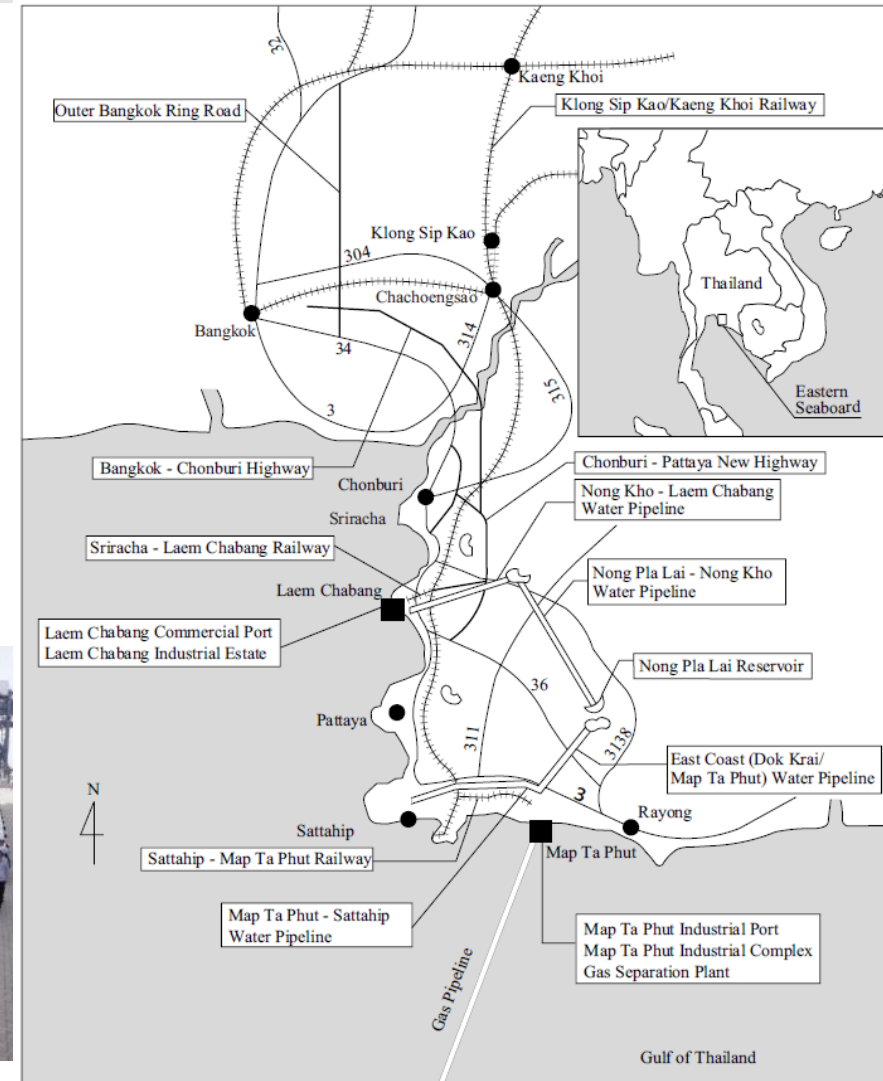 32
Kaeng Khoi
Outer Bangkok Ring Road
Klong Sip Kao/Kaeng Khoi Railway
Klong Sip Kao
304
Thailand
Chachoengsao
Bangkok
34
314
315
Eastern
Seaboard
3
Bangkok - Chonburi Highway
Chonburi - Pattaya New Highway
Chonburi
Nong Kho - Laem Chabang
Water Pipeline
Sriracha
Sriracha - Laem Chabang Railway
Nong Pla Lai - Nong Kho
Water Pipeline
Laem Chabang
Laem Chabang Commercial Port
Laem Chabang Industrial Estate
Nong Pla Lai Reservoir
36
Pattaya
311
3138
East Coast (Dok Krai/
Map Ta Phut) Water Pipeline
N
3
Rayong
Sattahip
Map Ta Phut
Sattahip - Map Ta Phut Railway
Map Ta Phut - Sattahip
Water Pipeline
Map Ta Phut Industrial Port
Map Ta Phut Industrial Complex
Gas Separation Plant
Gas Pipeline
Gulf of Thailand